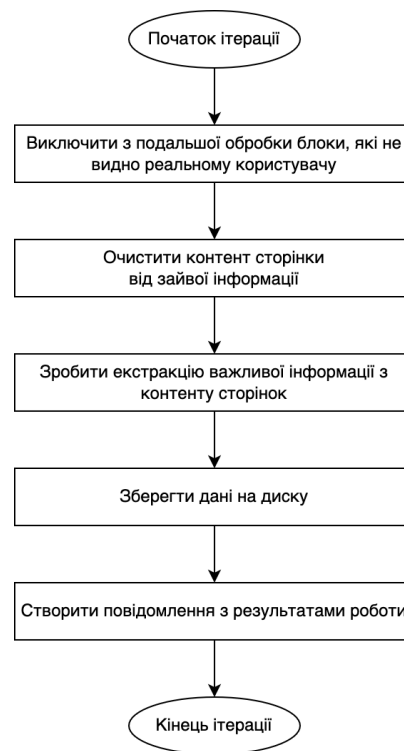 Початок ітерації
Виключити з подальшої обробки блоки, які не
видно реальному користувачу
Очистити контент сторінки
від зайвої інформації
Зробити екстракцію важливої інформації з
контенту сторінок
Зберегти дані на диску
Створити повідомлення з результатами роботи
Кінець ітерації